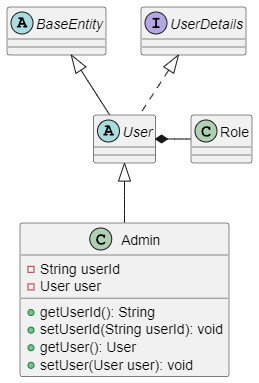 A BaseEntity
I UserDetails
A User
C Role
C Admin
String userId
User user
getUserId(): String
setUserId(String userId): void
getUser(): User
setUser(User user): void